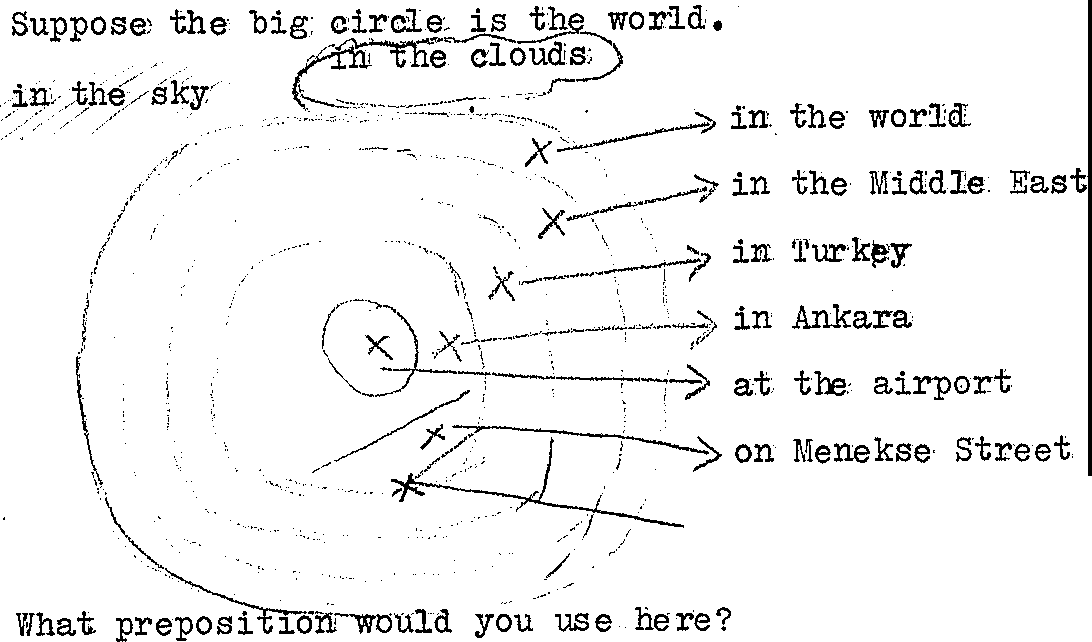 Suppose the big circle is the world.
in the clouds
in the sky
in the world
in the Middle East
in Turkey
in Ankara
at the airport
on Menekse Street
What preposition would you use here?